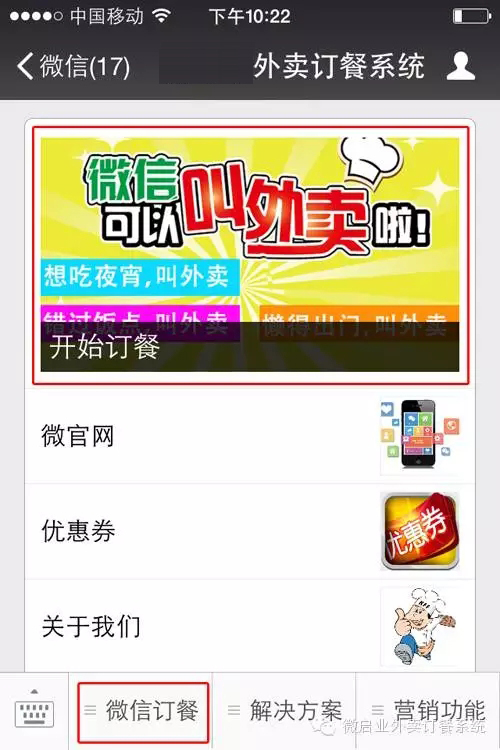 中国移动 下午10:22
微信(17) 外卖订餐系统
微信
可以叫外卖啦!
想吃夜宵,叫外卖
错过饭点,叫外卖 懒得出门,叫外卖
开始订餐
微官网
优惠券
优惠券
关于我们
微信订餐 解决方案 营销功能
微启业外卖订餐系统